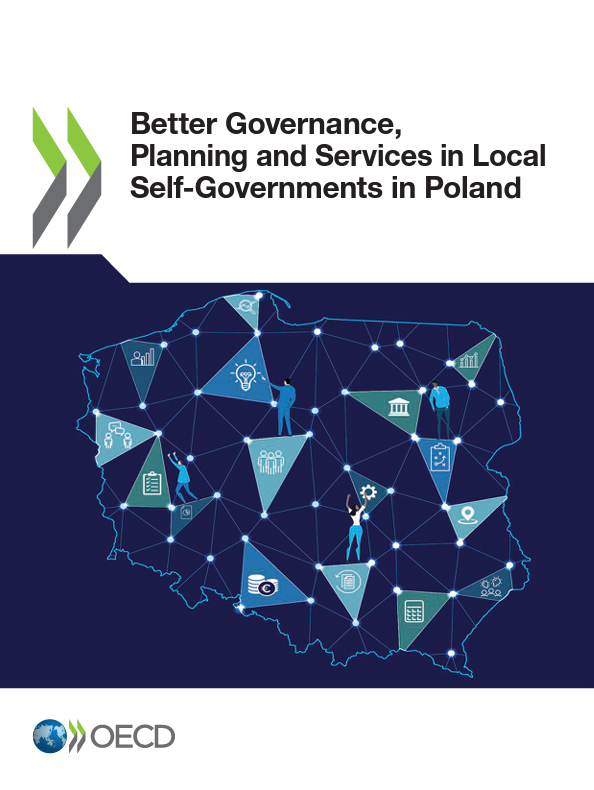 Better Governance,
Planning and Services in Local
Self-Governments in Poland
OECD